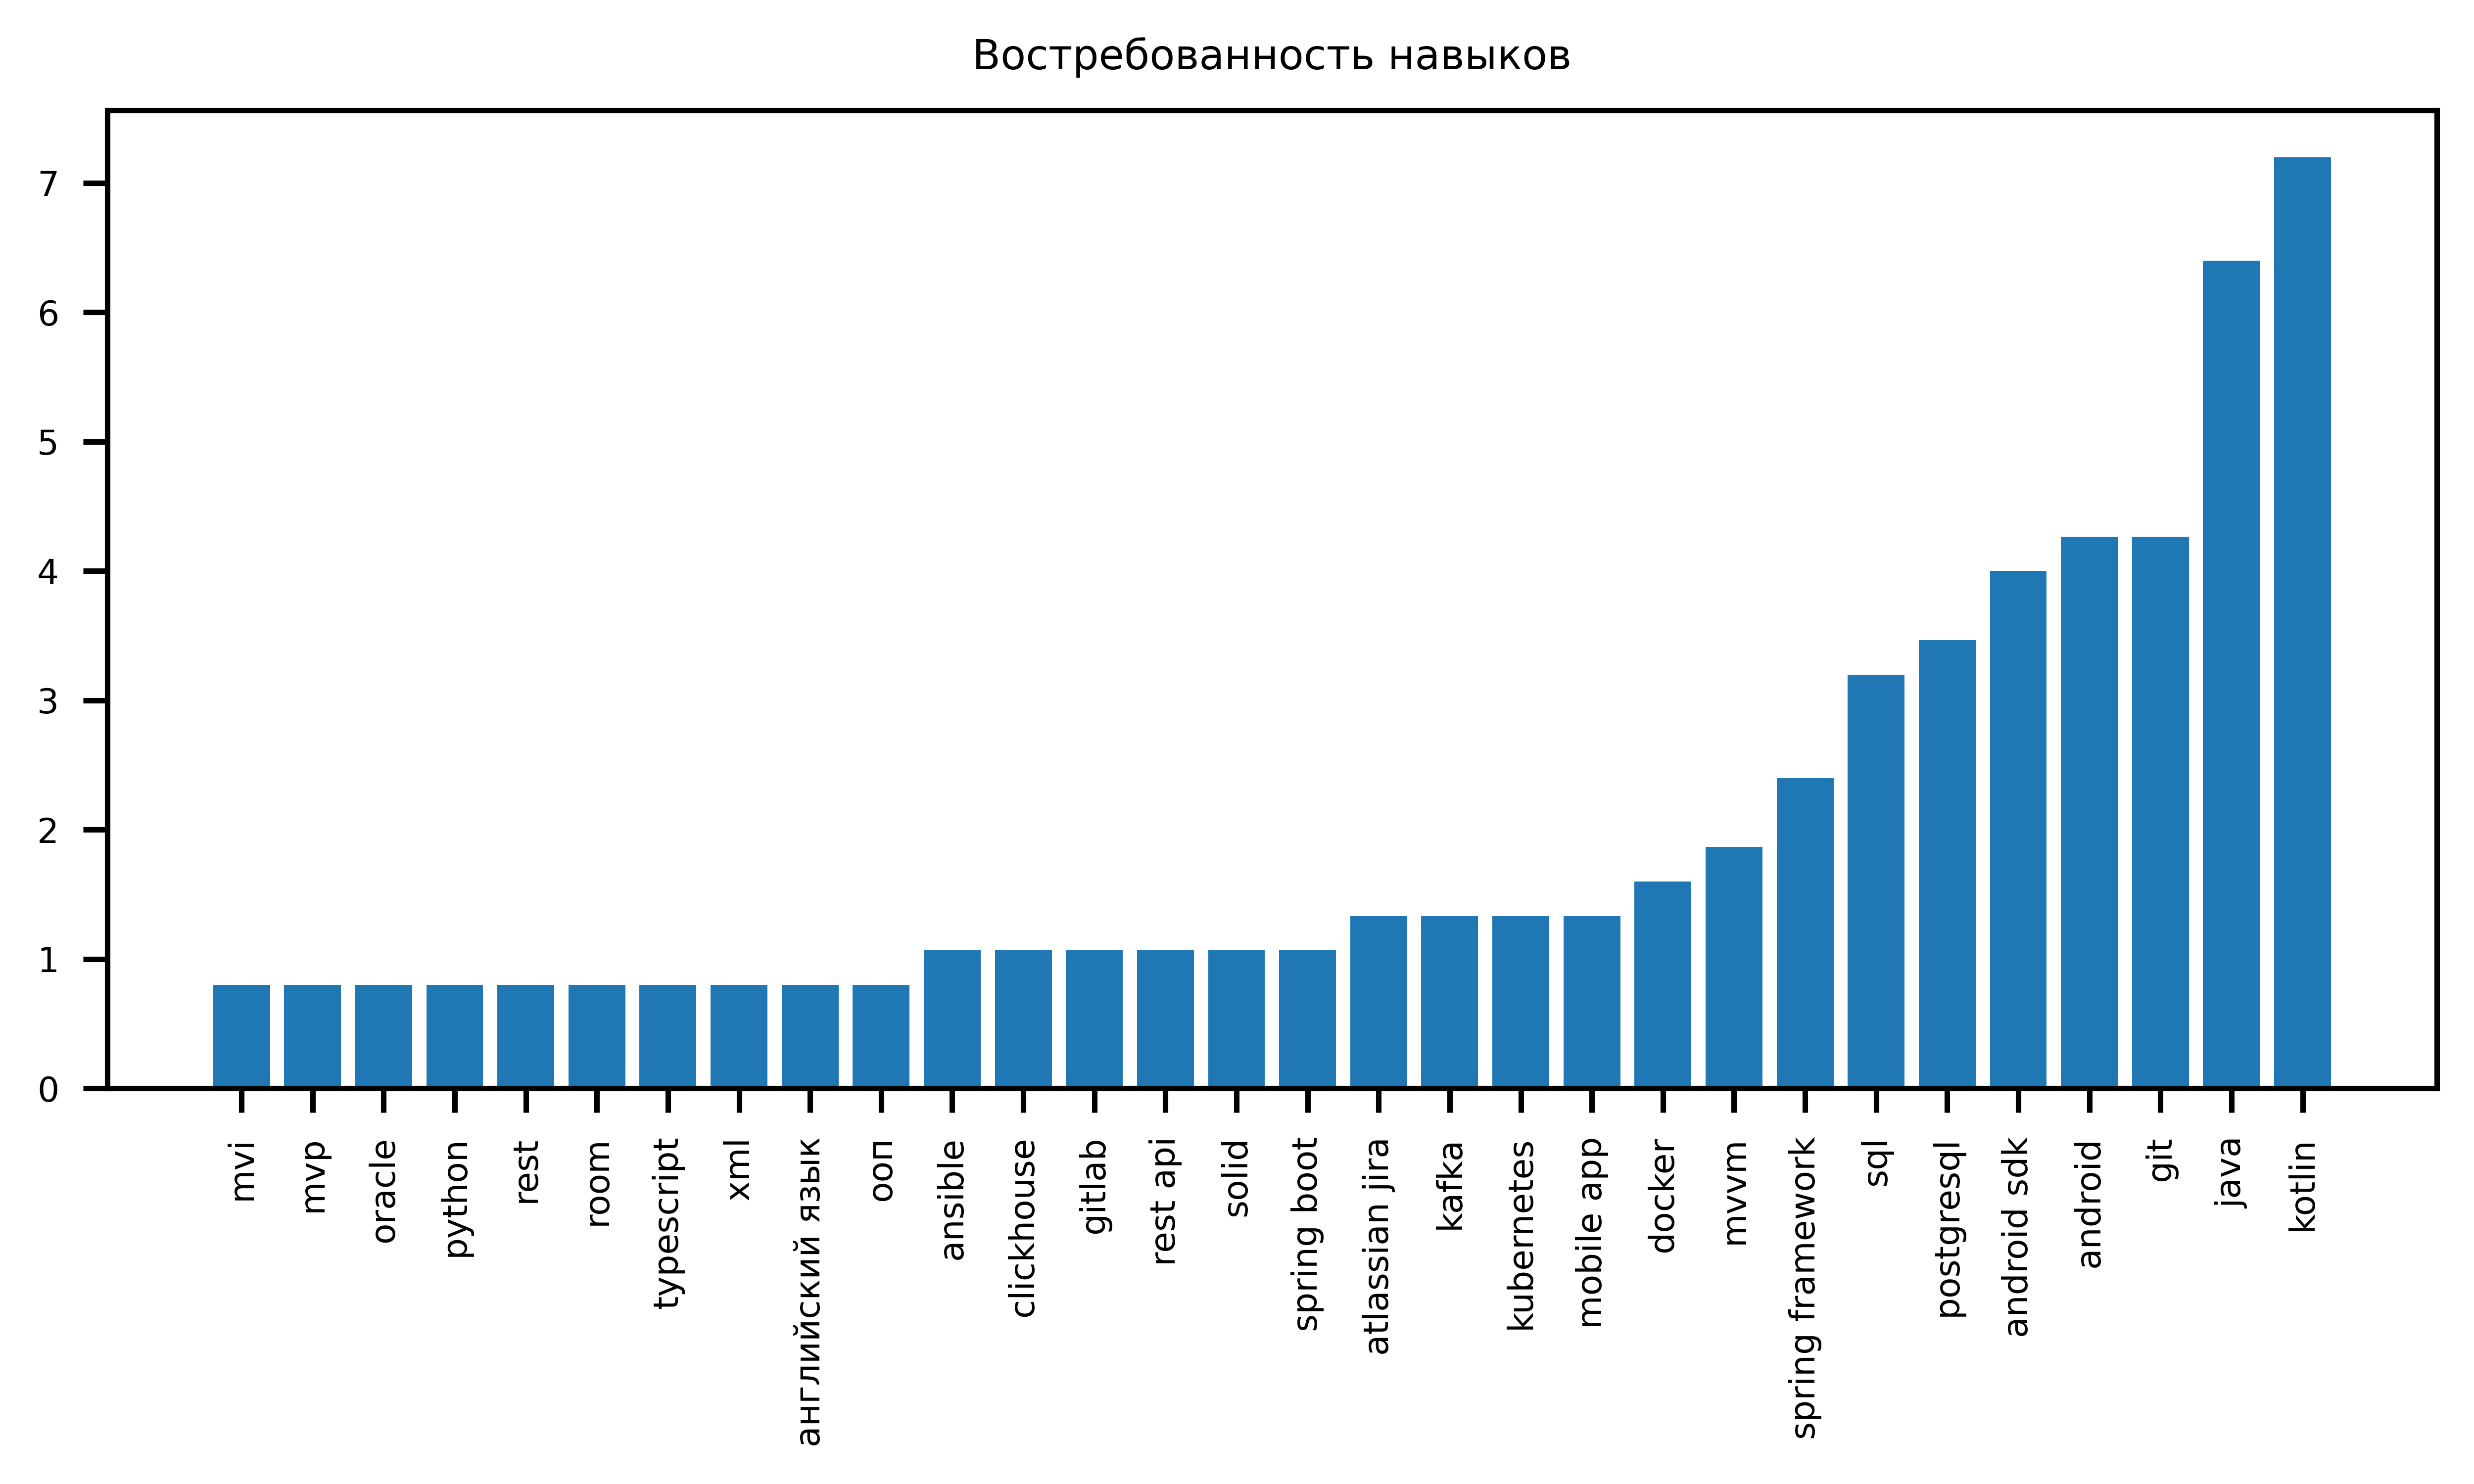 Востребованность навыков
7
6
5
4
3
2
1
0
mvi
mvp
oracle
python
rest
room
typescript
xml
английский язык
ооп
ansible
clickhouse
gitlab
rest api
solid
spring boot
atlassian jira
kafka
kubernetes
mobile app
docker
mvvm
spring framework
sql
postgresql
android sdk
android
git
java
kotlin